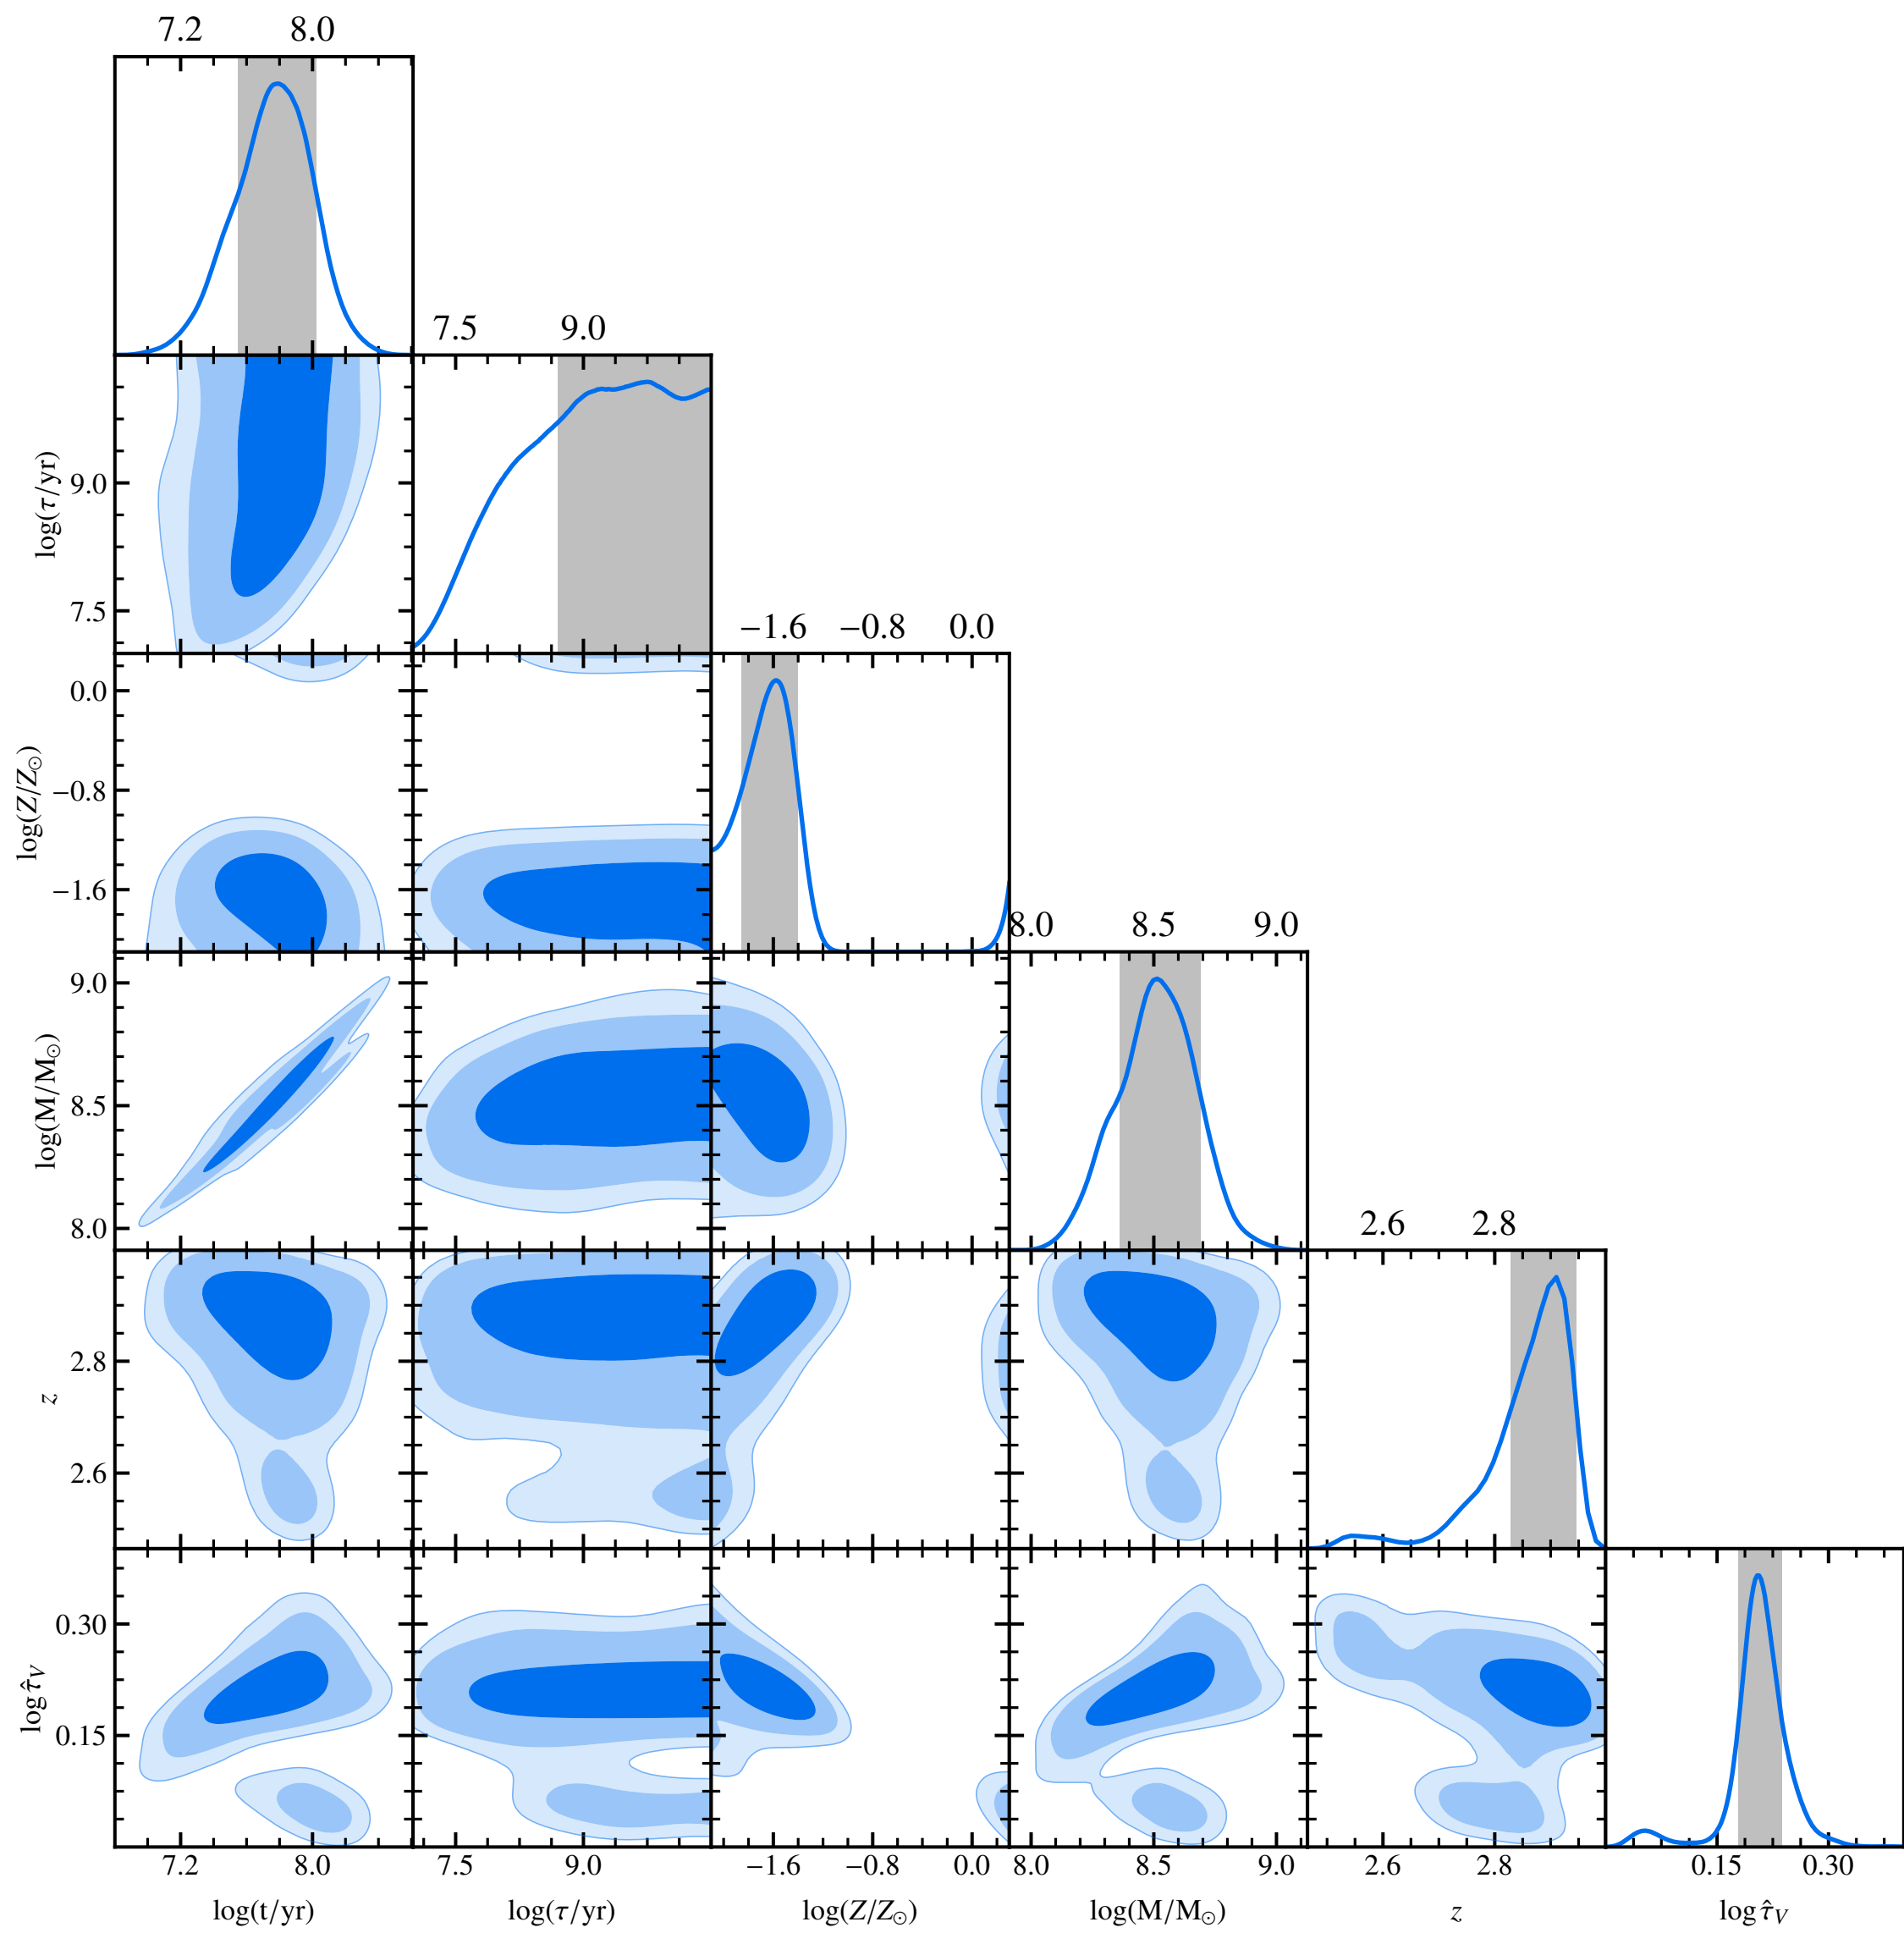 7.2 8.0
7.5 9.0
log(τ/yr)
9.0
7.5
−1.6 −0.8 0.0
log(Z/Z⊙)
0.0
−0.8
−1.6
8.0 8.5 9.0
log(M/M⊙)
9.0
8.5
8.0
2.6 2.8
z
2.8
2.6
log τ̂V
0.30
0.15
7.2 8.0 7.5 9.0 −1.6 −0.8 0.0 8.0 8.5 9.0 2.6 2.8 0.15 0.30
log(t/yr) log(τ/yr) log(Z/Z⊙) log(M/M⊙) z log τ̂V